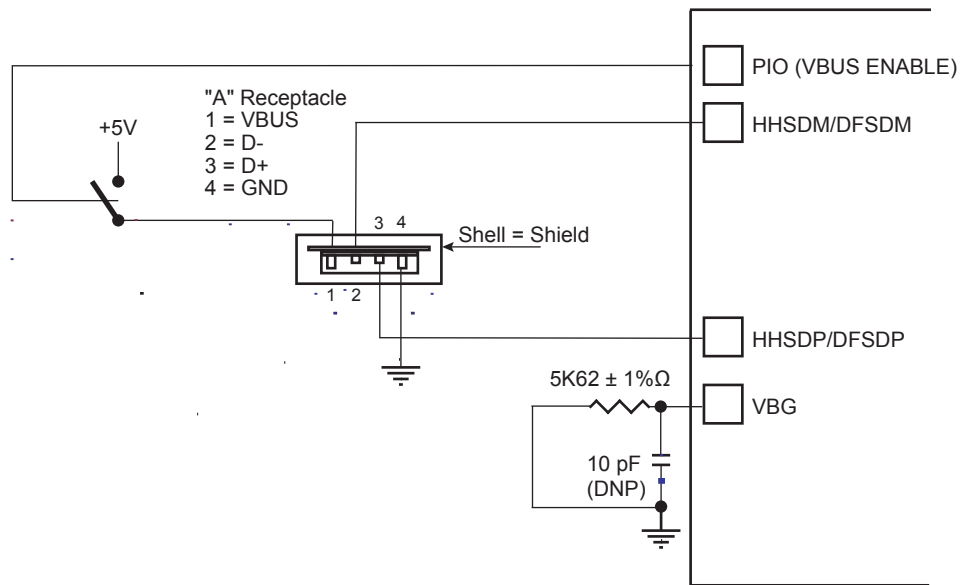 PIO (VBUS ENABLE)
"A" Receptacle
1 = VBUS
2 = D-
3 = D+
4 = GND
+5V
HHSDM/DFSDM
3 4
Shell = Shield
1 2
HHSDP/DFSDP
5K62 ± 1%Ω
VBG
10 pF
(DNP)